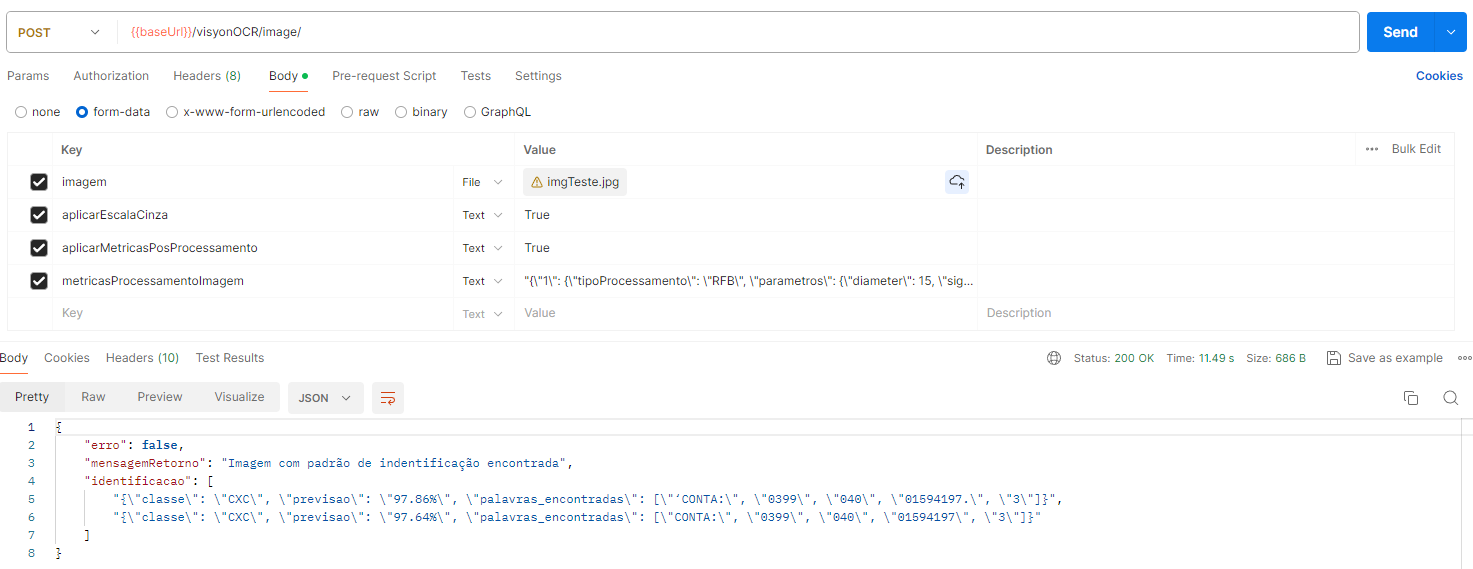 POST {{baseUrl}}/visyonOCR/image/ Send
Params Authorization Headers (8) Body Pre-request Script Tests Settings Cookies
none form-data x-www-form-urlencoded raw binary GraphQL
Key Value Description Bulk Edit
imagem File imgTeste.jpg
aplicarEscalaCinza Text True
aplicarMetricasPosProcessamento Text True
metricasProcessamentoImagem Text "{\"1\": {\"tipoProcessamento\": \"RFB\", \"parametros\": {\"diameter\": 15, \"sig...
Key Text Value Description
Body Cookies Headers (10) Test Results Status: 200 OK Time: 11.49 s Size: 686 B Save as example
Pretty Raw Preview Visualize JSON
1 {
2 "erro": false,
3 "mensagemRetorno": "Imagem com padrão de indentificação encontrada",
4 "identificacao": [
5 "{\"classe\": \"CXC\", \"previsao\": \"97.86%\", \"palavras_encontradas\": [\"‘CONTA:\", \"0399\", \"040\", \"01594197.\", \"3\"]}",
6 "{\"classe\": \"CXC\", \"previsao\": \"97.64%\", \"palavras_encontradas\": [\"CONTA:\", \"0399\", \"040\", \"01594197\", \"3\"]}"
7 ]
8 }